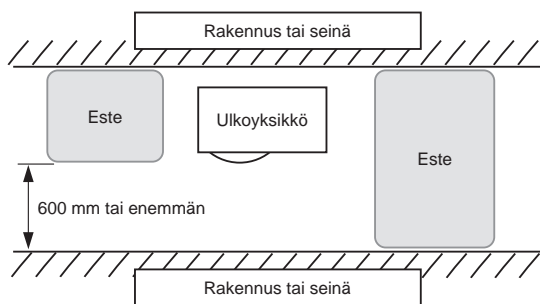 Rakennus tai seinä
Este
Ulkoyksikkö
Este
600 mm tai enemmän
Rakennus tai seinä